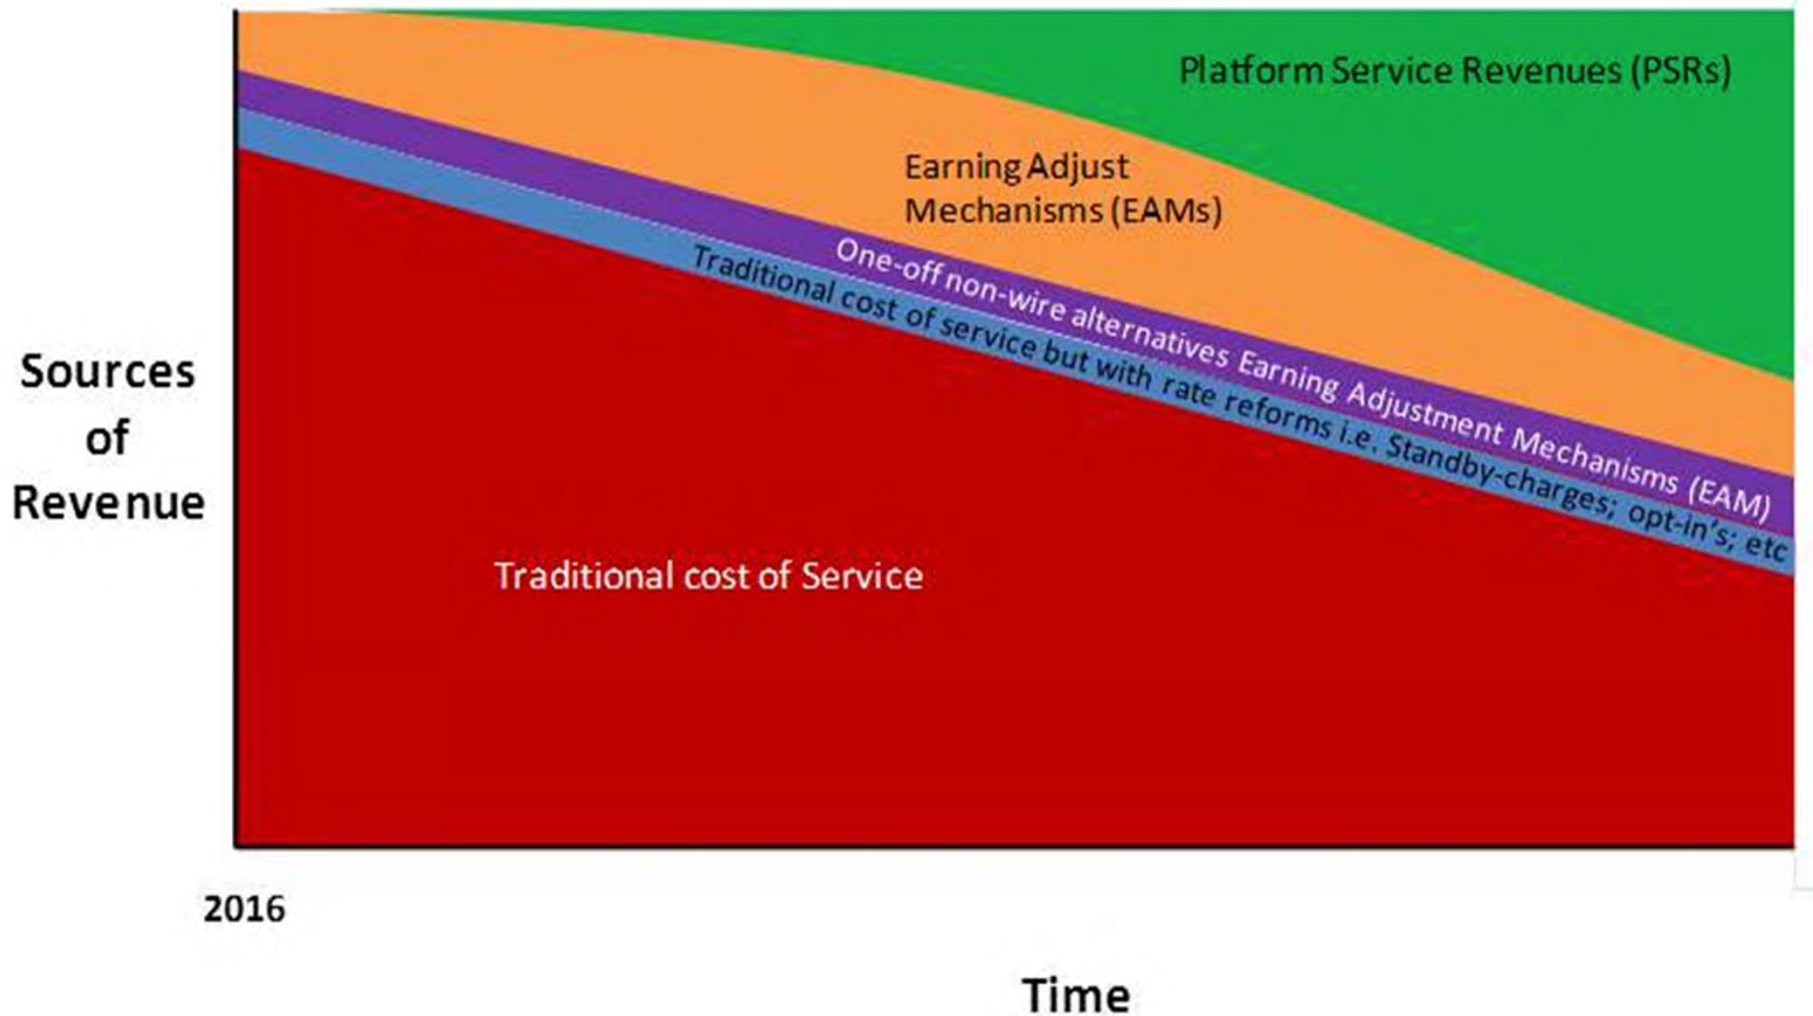 Platform Service Revenues (PSRs)
Earning Adjust
Mechanisms (EAMs)
One-off non-wire alternatives Earning Adjustment Mechanisms (EAM)
Traditional cost of service but with rate reforms i.e. Standby-charges; opt-in's; etc
Sources
of
Revenue
Traditional cost of Service
2016
Time